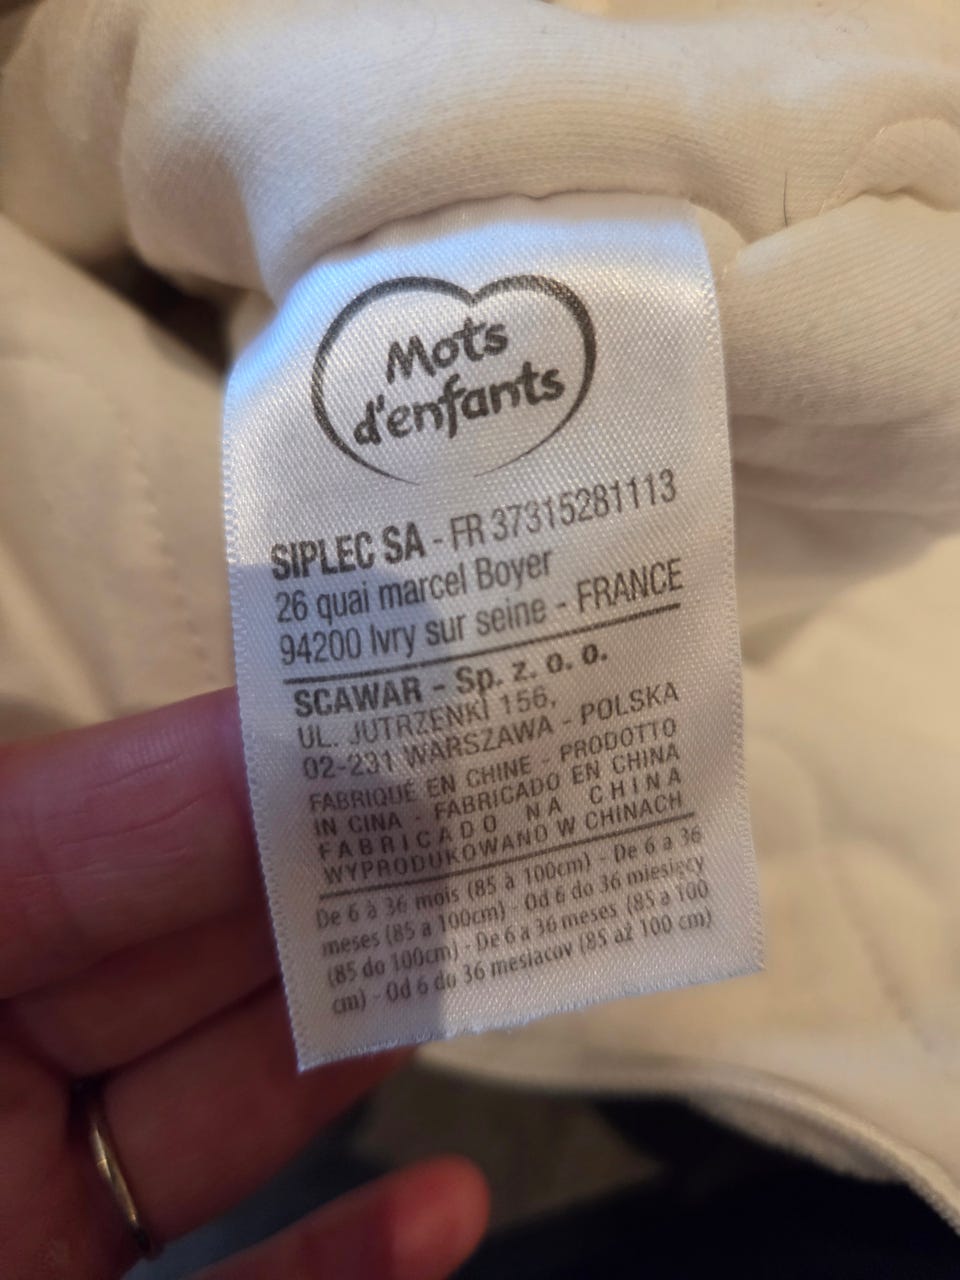 Mots
d'enfants
SIPLEC SA - FR 37315281113
26 quai marcel Boyer
94200 Ivry sur seine - FRANCE
SCAWAR - Sp. z. o. o.
UL. JUTRZENKI 156,
02-231 WARSZAWA - POLSKA
FABRIQUÉ EN CHINE - PRODOTTO
IN CINA - FABRICADO EN CHINA
FABRICADO NA CHINA
WYPRODUKOWANO W CHINACH
De 6 à 36 mois (85 à 100cm) - De 6 a 36
meses (85 a 100cm) - Od 6 do 36 miesięcy
(85 do 100cm) - De 6 a 36 meses (85 a 100
cm) - Od 6 do 36 mesiacov (85 až 100 cm)